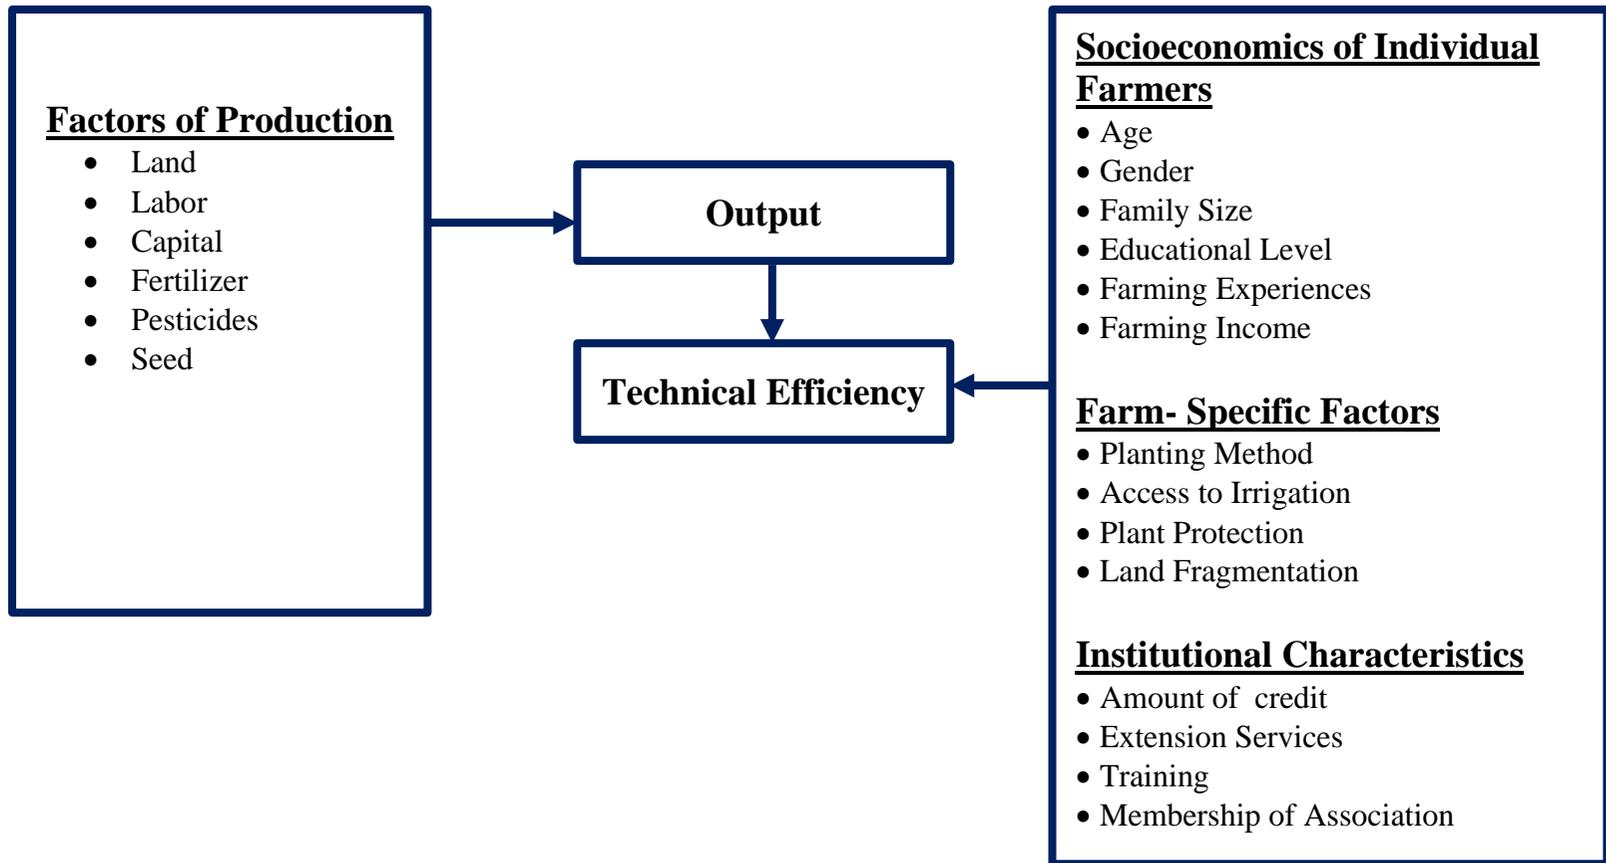 Factors of Production
• Land
• Labor
• Capital
• Fertilizer
• Pesticides
• Seed
Output
Technical Efficiency
Socioeconomics of Individual
Farmers
• Age
• Gender
• Family Size
• Educational Level
• Farming Experiences
• Farming Income
Farm- Specific Factors
• Planting Method
• Access to Irrigation
• Plant Protection
• Land Fragmentation
Institutional Characteristics
• Amount of  credit
• Extension Services
• Training
• Membership of Association